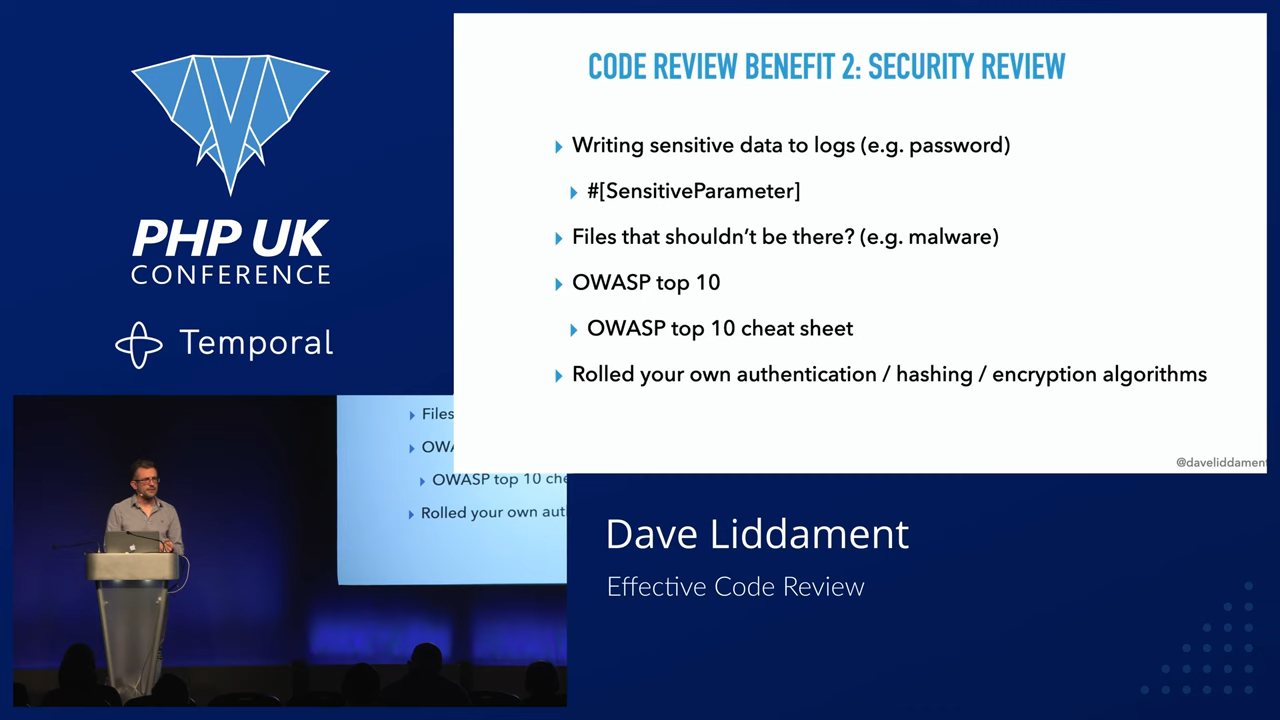 PHP UK
CONFERENCE
Temporal
CODE REVIEW BENEFIT 2: SECURITY REVIEW
Writing sensitive data to logs (e.g. password)
#[SensitiveParameter]
Files that shouldn’t be there? (e.g. malware)
OWASP top 10
OWASP top 10 cheat sheet
Rolled your own authentication / hashing / encryption algorithms
@daveliddament
Files
OWA
OWASP top 10 che
Rolled your own aut
Dave Liddament
Effective Code Review